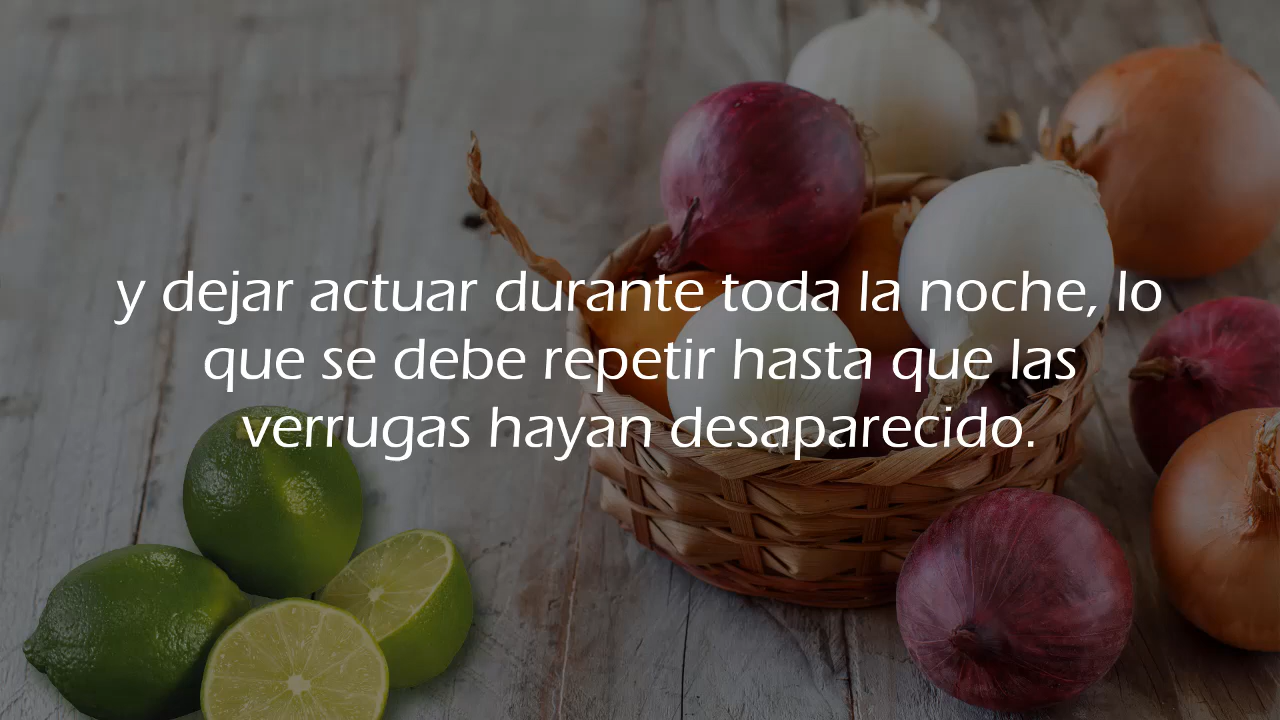 y dejar actuar durante toda la noche, lo
que se debe repetir hasta que las
verrugas hayan desaparecido.